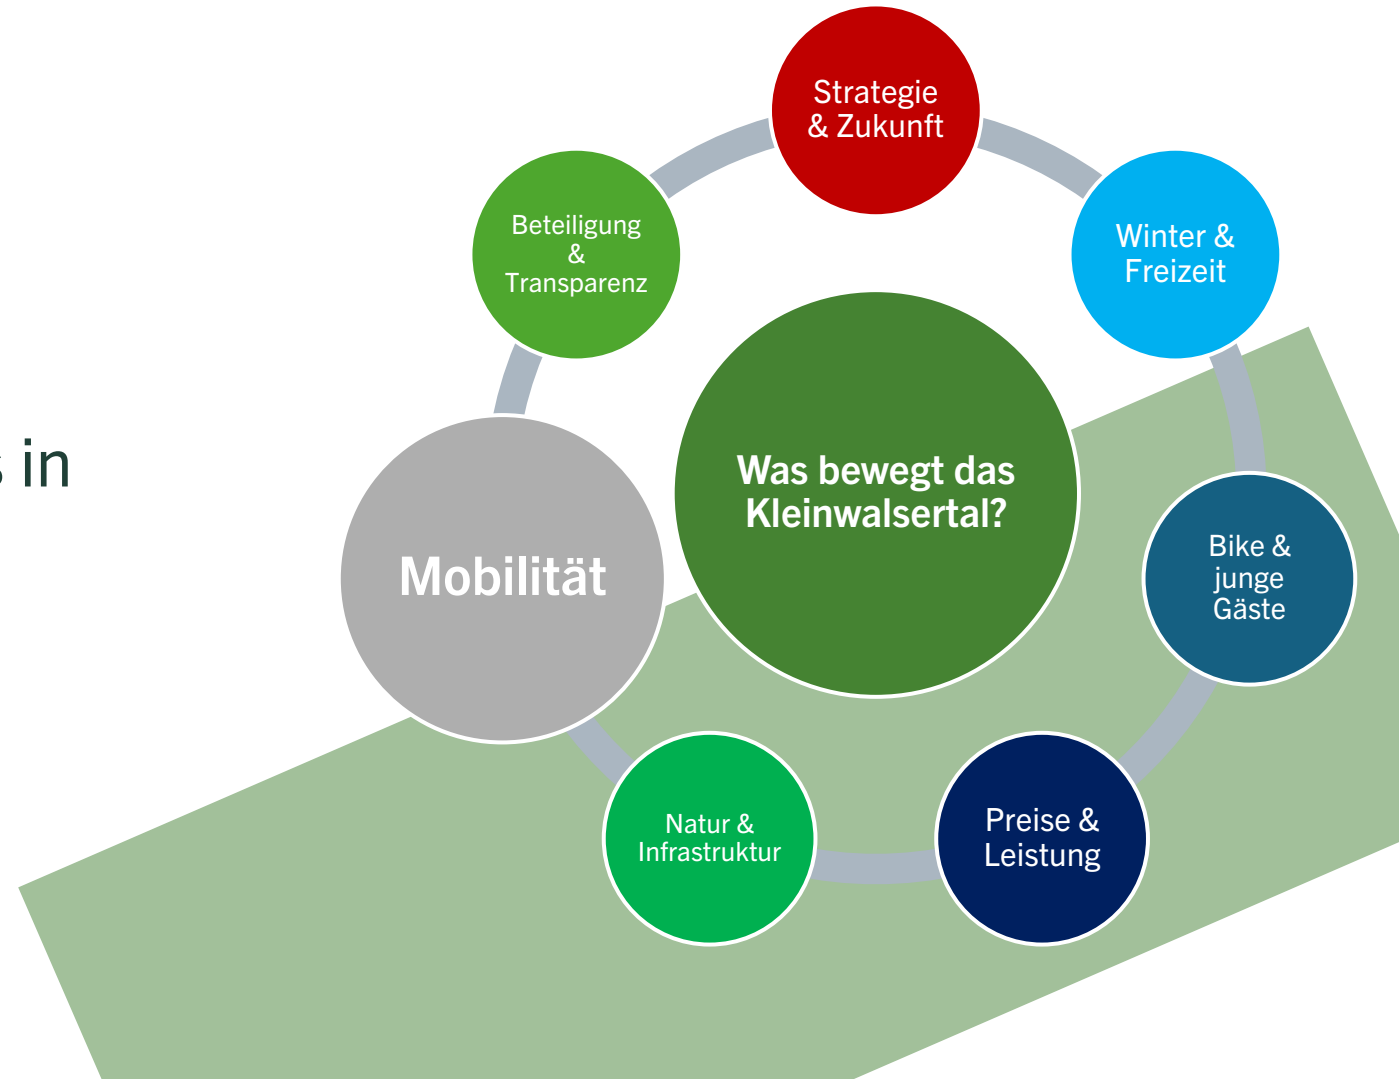 Strategie
& Zukunft
Winter &
Freizeit
Bike &
junge
Gäste
Preise &
Leistung
Natur &
Infrastruktur
Mobilität
Beteiligung
&
Transparenz
Was bewegt das
Kleinwalsertal?
in